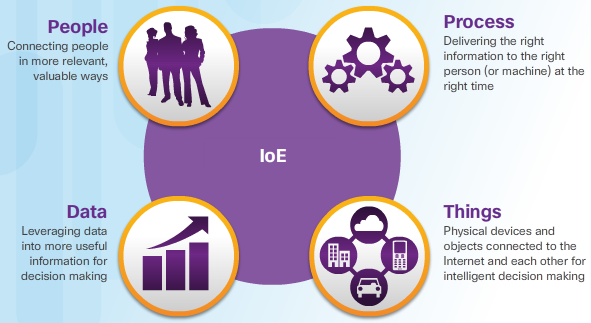 People
Connecting people
in more relevant,
valuable ways
Process
Delivering the right
information to the right
person (or machine) at the
right time
IoE
Data
Leveraging data
into more useful
information for
decision making
Things
Physical devices and
objects connected to the
Internet and each other for
intelligent decision making